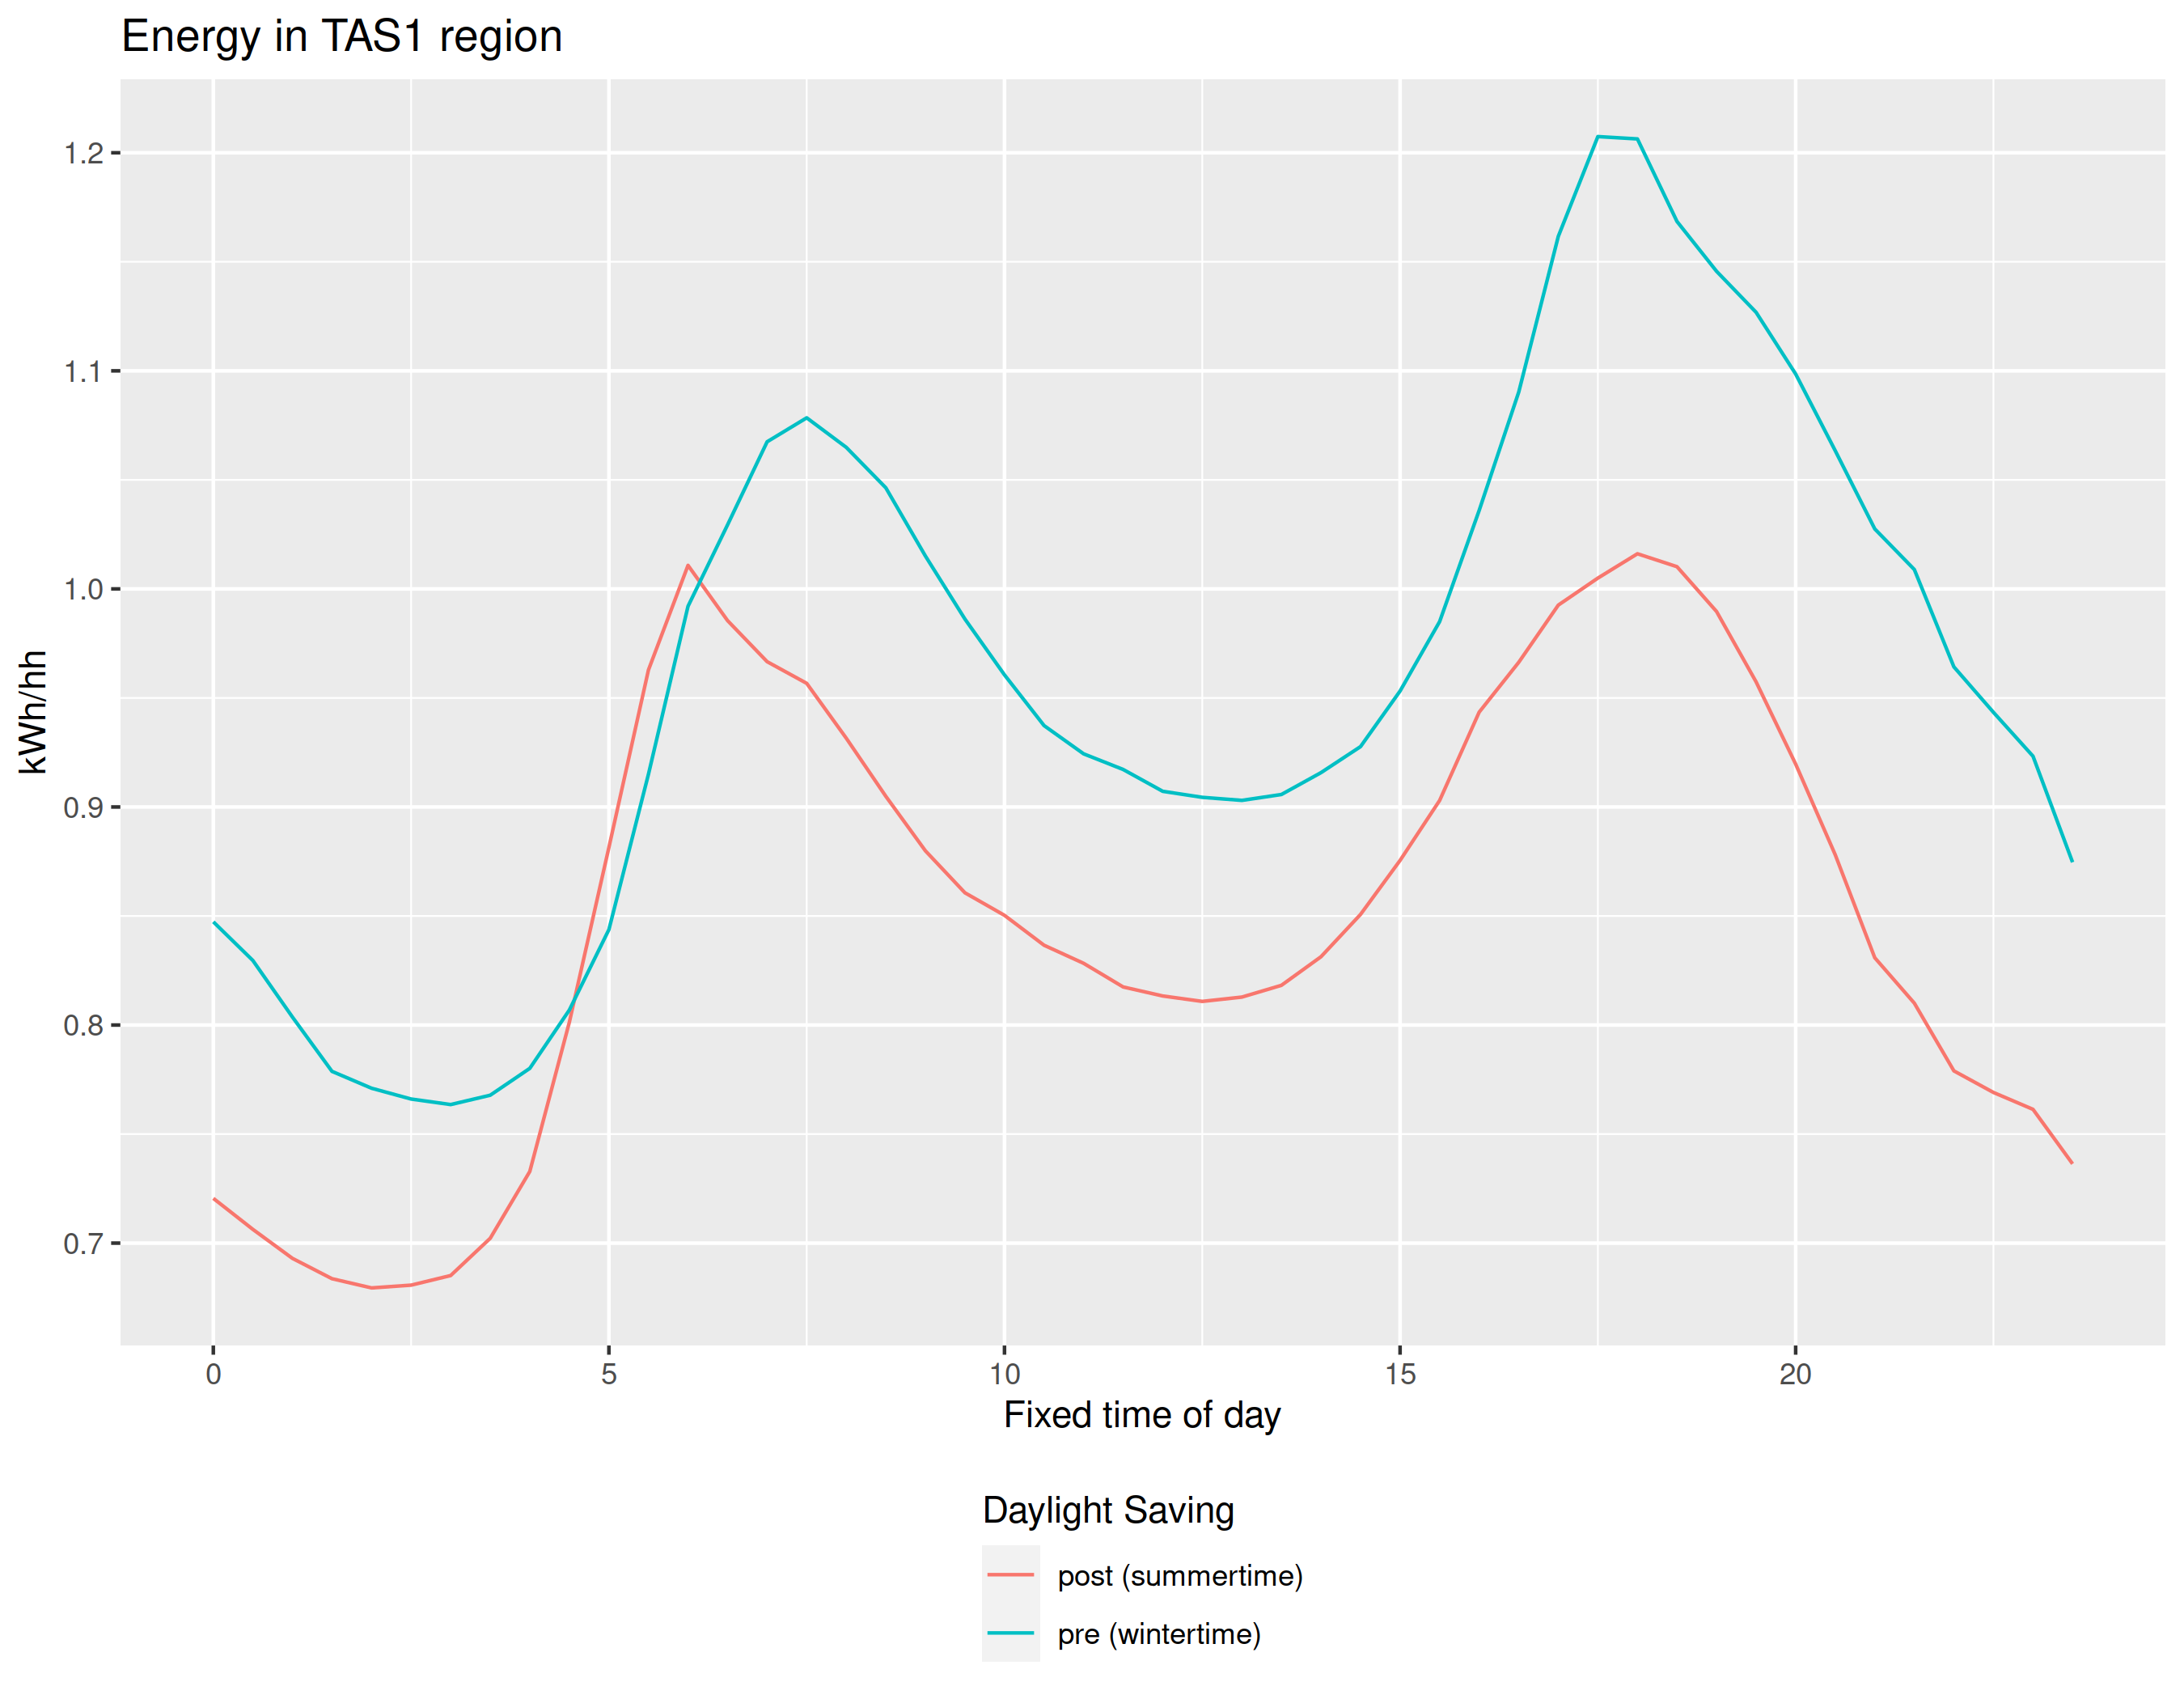 Energy in TAS1 region
kWh/hh
1.2
1.1
1.0
0.9
0.8
0.7
0 5 10 15 20
Fixed time of day
Daylight Saving
post (summertime)
pre (wintertime)